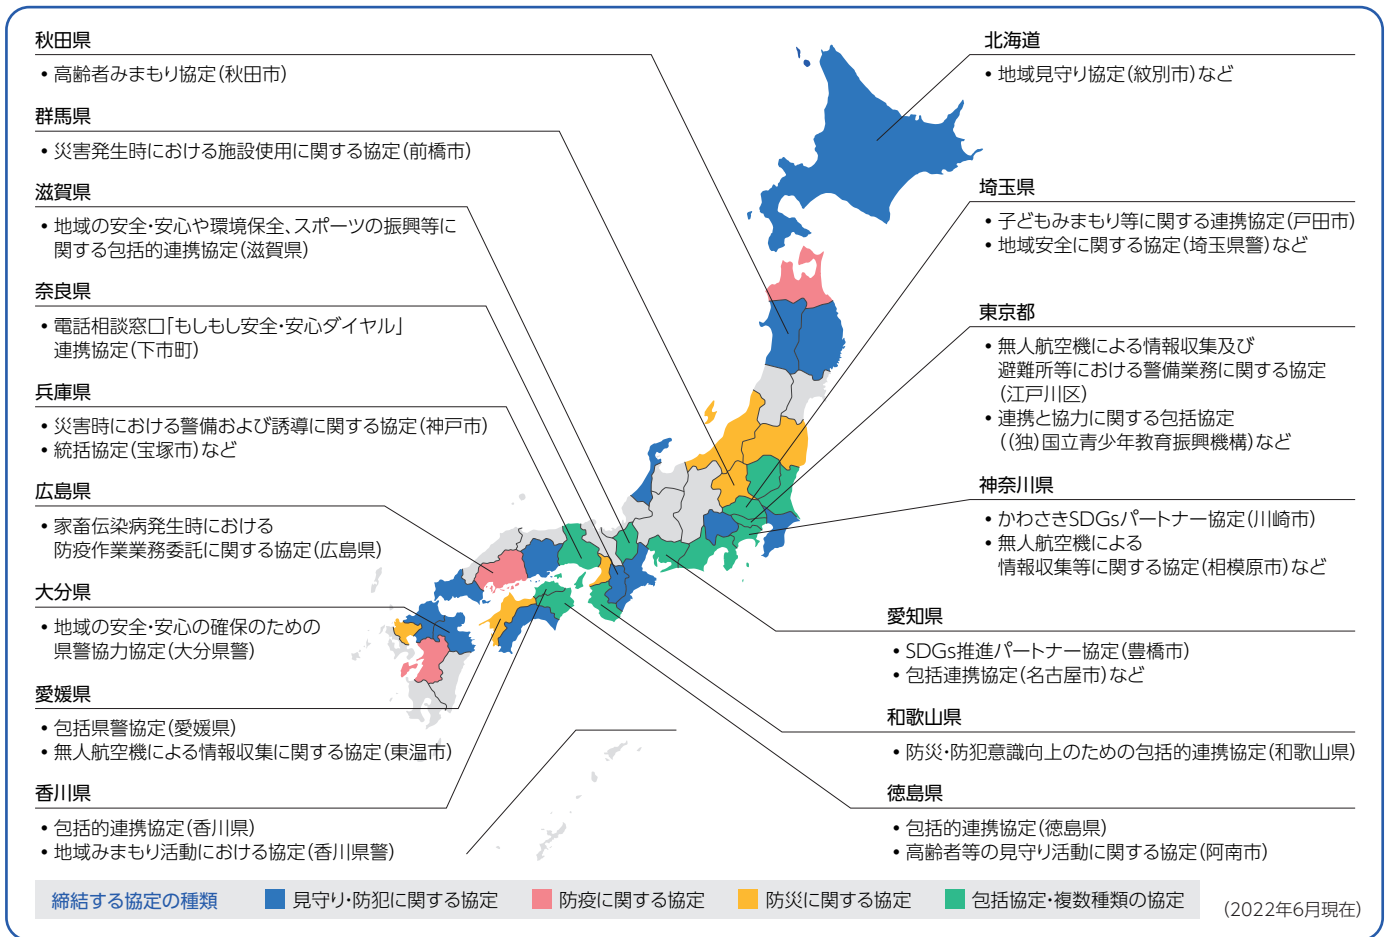 秋田県
• 高齢者みまもり協定(秋田市)
群馬県
• 災害発生時における施設使用に関する協定(前橋市)
滋賀県
• 地域の安全・安心や環境保全、スポーツの振興等に
関する包括的連携協定(滋賀県)
奈良県
• 電話相談窓口「もしもし安全・安心ダイヤル」
連携協定(下市町)
兵庫県
• 災害時における警備および誘導に関する協定(神戸市)
• 統括協定(宝塚市)など
広島県
• 家畜伝染病発生時における
防疫作業業務委託に関する協定(広島県)
大分県
• 地域の安全・安心の確保のための
県警協力協定(大分県警)
愛媛県
• 包括県警協定(愛媛県)
• 無人航空機による情報収集に関する協定(東温市)
香川県
• 包括的連携協定(香川県)
• 地域みまもり活動における協定(香川県警)
北海道
• 地域見守り協定(紋別市)など
埼玉県
• 子どもみまもり等に関する連携協定(戸田市)
• 地域安全に関する協定(埼玉県警)など
東京都
• 無人航空機による情報収集及び
避難所等における警備業務に関する協定
(江戸川区)
• 連携と協力に関する包括協定
((独)国立青少年教育振興機構)など
神奈川県
• かわさきSDGsパートナー協定(川崎市)
• 無人航空機による
情報収集等に関する協定(相模原市)など
愛知県
• SDGs推進パートナー協定(豊橋市)
• 包括連携協定(名古屋市)など
和歌山県
• 防災・防犯意識向上のための包括的連携協定(和歌山県)
徳島県
• 包括的連携協定(徳島県)
• 高齢者等の見守り活動に関する協定(阿南市)
締結する協定の種類 見守り・防犯に関する協定 防疫に関する協定 防災に関する協定 包括協定・複数種類の協定
(2022年6月現在)